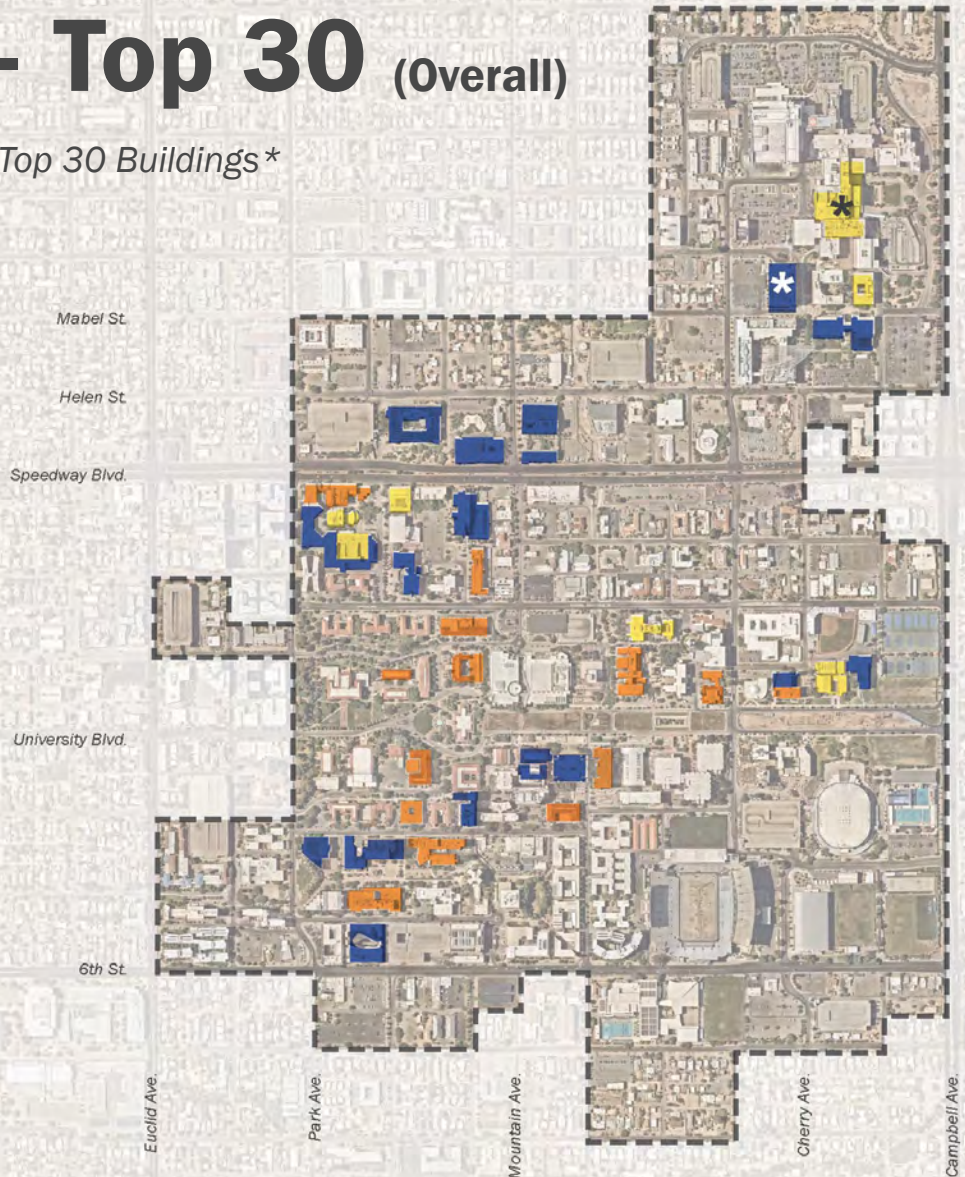 - Top 30 (Overall)
Top 30 Buildings*
*
*
Mabel St.
Helen St.
Speedway Blvd.
University Blvd.
6th St.
Euclid Ave.
Park Ave.
Mountain Ave.
Cherry Ave.
Campbell Ave.